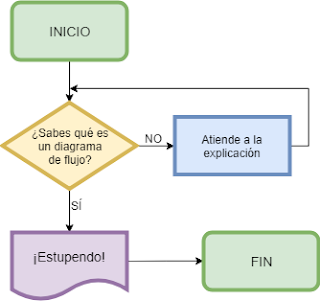 INICIO
¿Sabes qué es
un diagrama
de flujo?
NO
Atiende a la
explicación
SÍ
¡Estupendo!
FIN